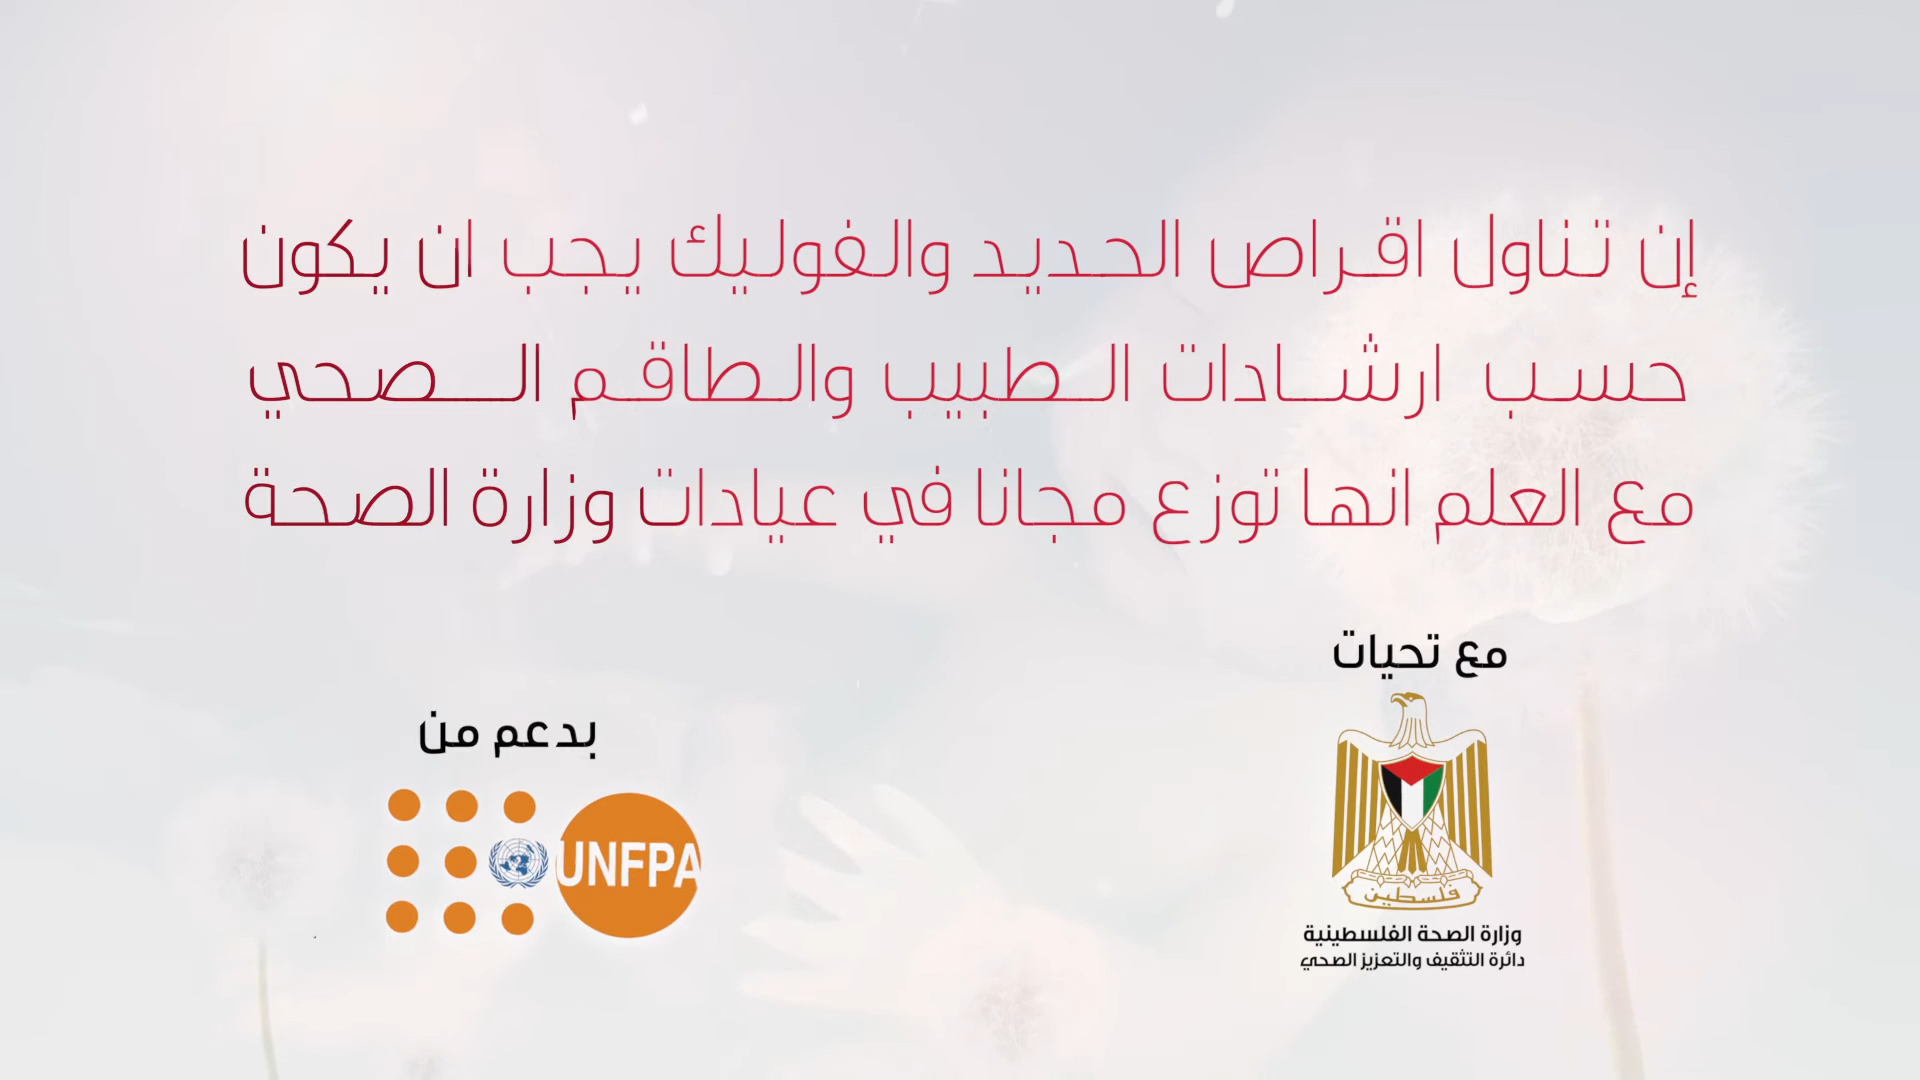 إن تناول اقراص الحديد والفوليك يجب ان يكون
حسب ارشادات الطبيب والطاقم الصحي
مع العلم انها توزع مجانا في عيادات وزارة الصحة
مع تحيات
فلسطين
وزارة الصحة الفلسطينية
دائرة التثقيف والتعزيز الصحي
بدعم من
UNFPA